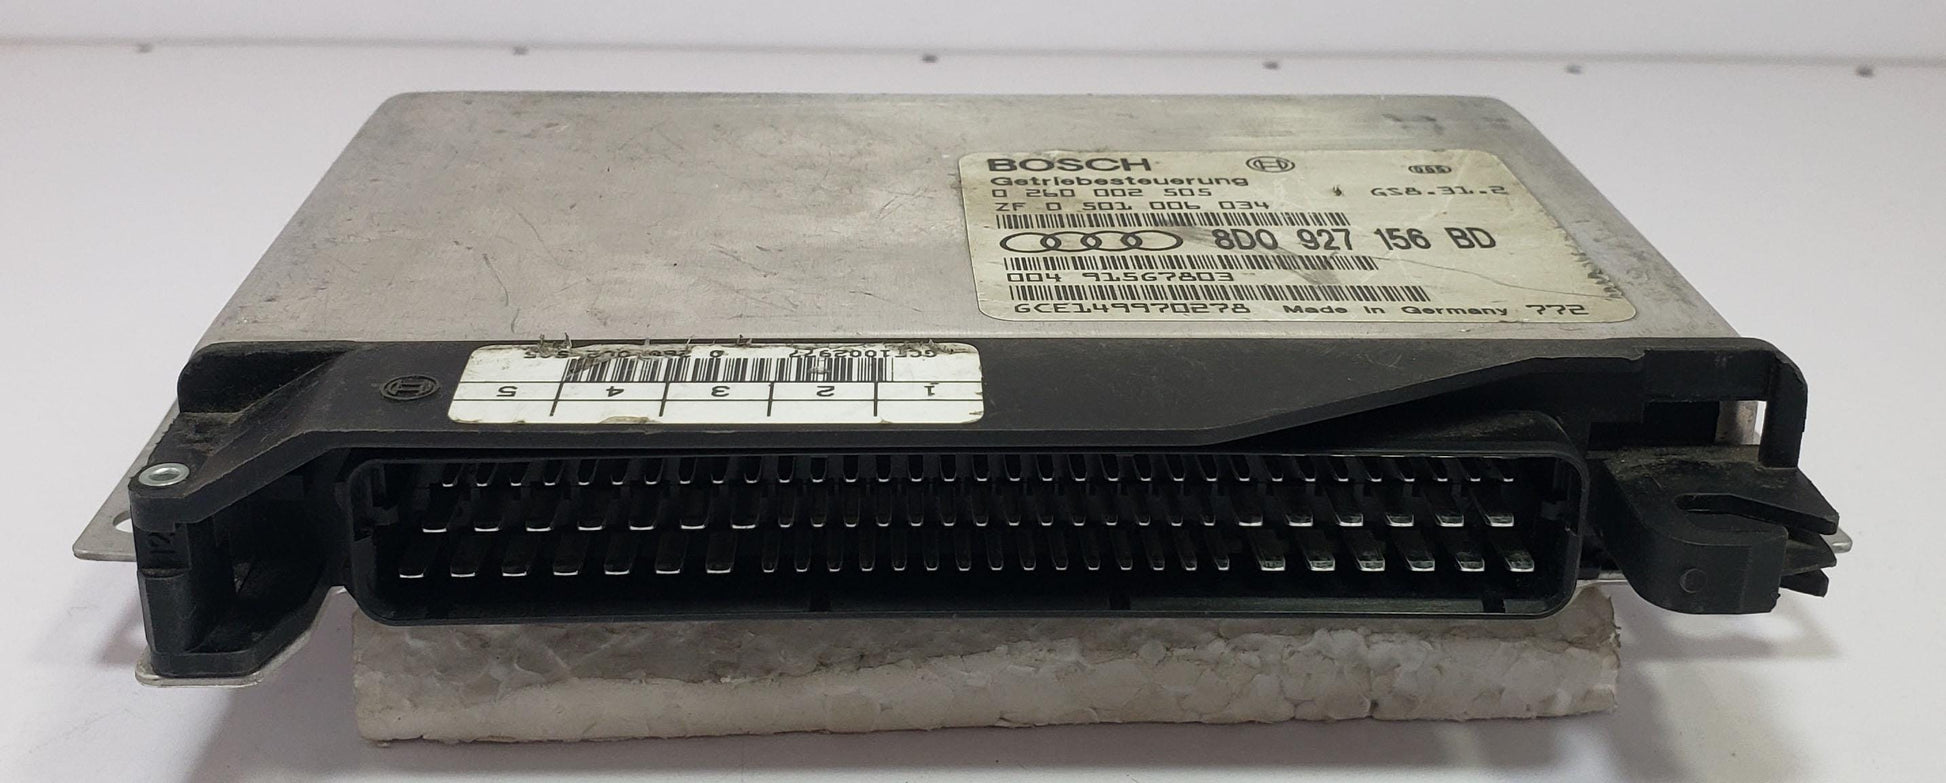 BOSCH
Getriebesteuerung
0 260 002 505 GS8.31.2
ZF 0 501 006 034
8D0 927 156 BD
004 91567803
GCE149970278 Made in Germany 772
1 2 3 4 5
12